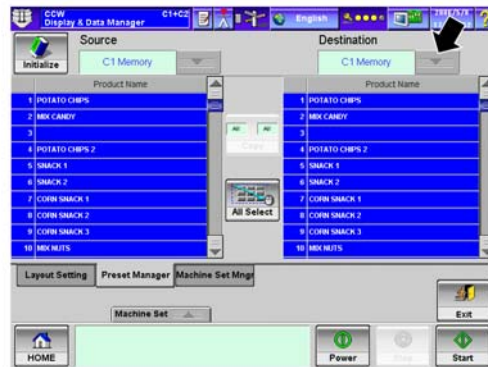 CCW
Display & Data Manager
C1+C2
English
Initialize
Source
C1 Memory
Destination
C1 Memory
Product Name
1 POTATO CHIPS
2 MIX CANDY
3
4 POTATO CHIPS 2
5 SNACK 1
6 SNACK 2
7 CORN SNACK 1
8 CORN SNACK 2
9 CORN SNACK 3
10 MIX NUTS
All
All
Copy
All Select
Product Name
1 POTATO CHIPS
2 MIX CANDY
3
4 POTATO CHIPS 2
5 SNACK 1
6 SNACK 2
7 CORN SNACK 1
8 CORN SNACK 2
9 CORN SNACK 3
10 MIX NUTS
Layout Setting
Preset Manager
Machine Set Mngr
Machine Set
Exit
HOME
Power
Stop
Start